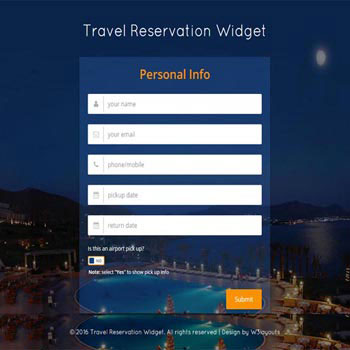 Travel Reservation Widget
Personal Info
your name
your email
phone/mobile
pickup date
return date
Is this an airport pick up?
NO
Note: select "Yes" to show pick up info
Submit
©2016 Travel Reservation Widget. All rights reserved | Design by W3layouts